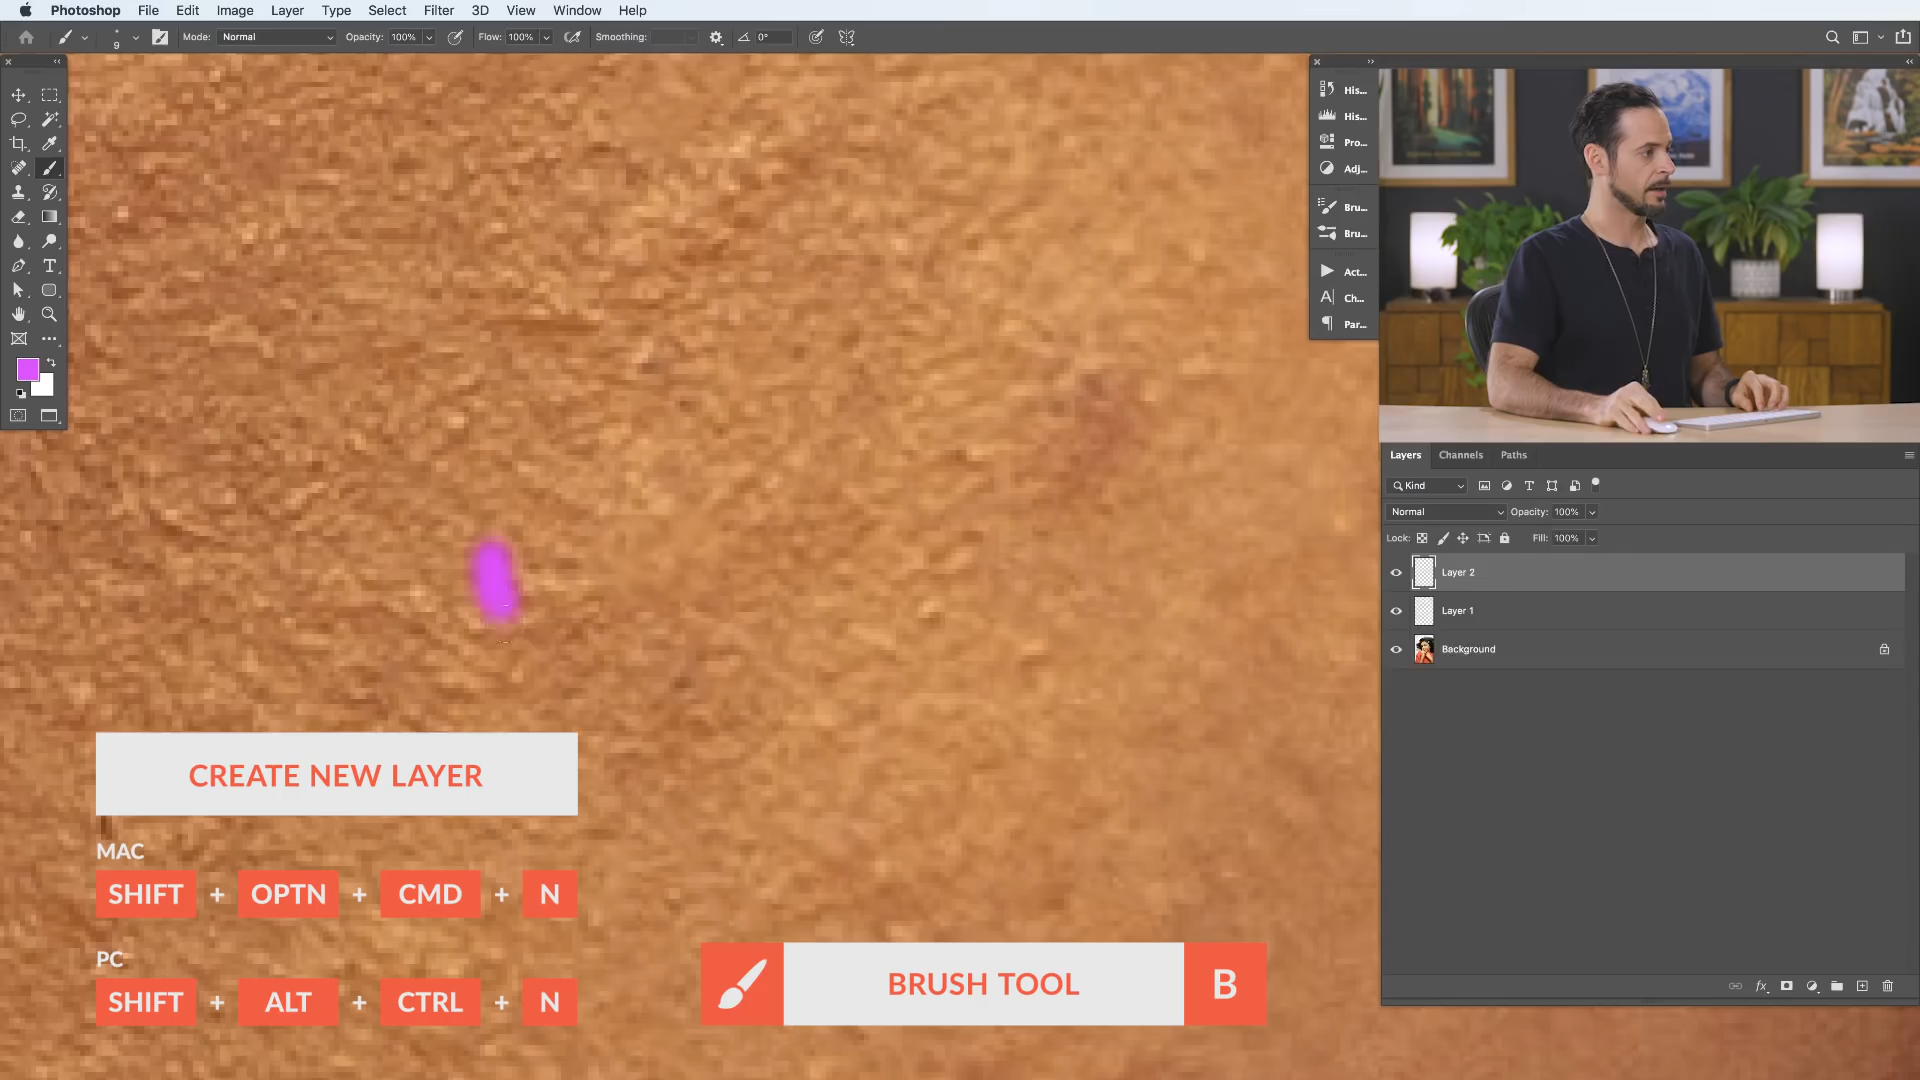 Photoshop File Edit Image Layer Type Select Filter 3D View Window Help
9 Mode: Normal Opacity: 100% Flow: 100% Smoothing: 0°
His...
His...
Pro...
Adj...
Bru...
Bru...
Act...
Ch...
Par...
Layers Channels Paths
Kind
Normal Opacity: 100%
Lock: Fill: 100%
Layer 2
Layer 1
Background
fx
CREATE NEW LAYER
MAC
SHIFT + OPTN + CMD + N
PC
SHIFT + ALT + CTRL + N
BRUSH TOOL B